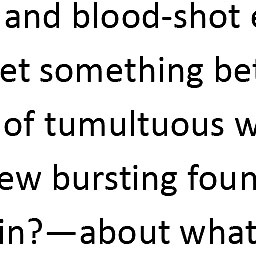 and blood-shot e
et something bet
of tumultuous w
ew bursting foun
in?—about what